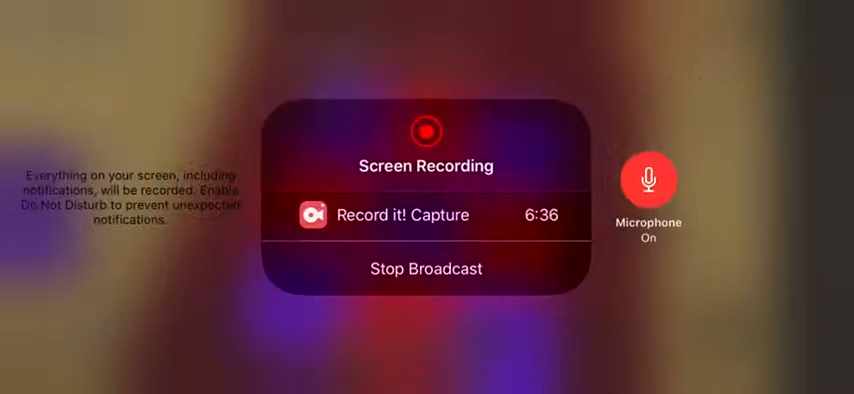 Everything on your screen, including
notifications, will be recorded. Enable
Do Not Disturb to prevent unexpected
notifications.
Screen Recording
Record it! Capture 6:36
Stop Broadcast
Microphone
On